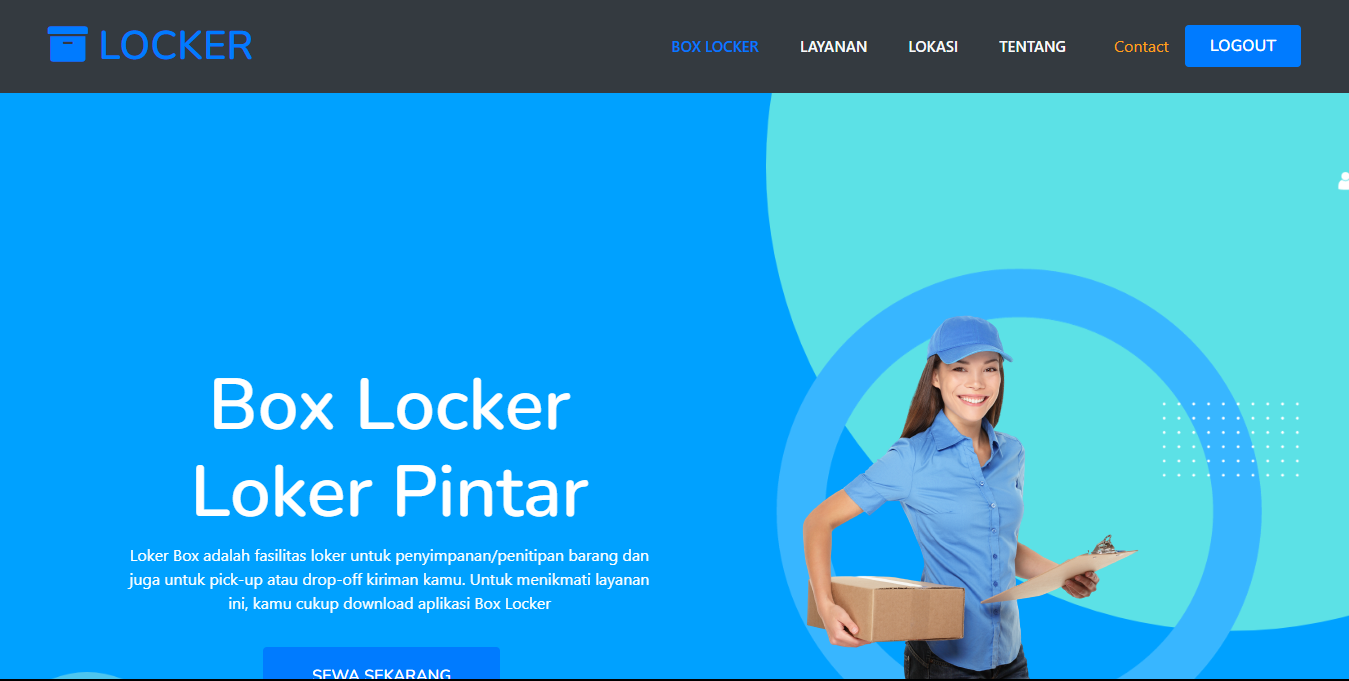 LOCKER
BOX LOCKER
LAYANAN
LOKASI
TENTANG
Contact
LOGOUT
Box Locker
Loker Pintar
Loker Box adalah fasilitas loker untuk penyimpanan/penitipan barang dan
juga untuk pick-up atau drop-off kiriman kamu. Untuk menikmati layanan
ini, kamu cukup download aplikasi Box Locker
SEWA SEKARANG